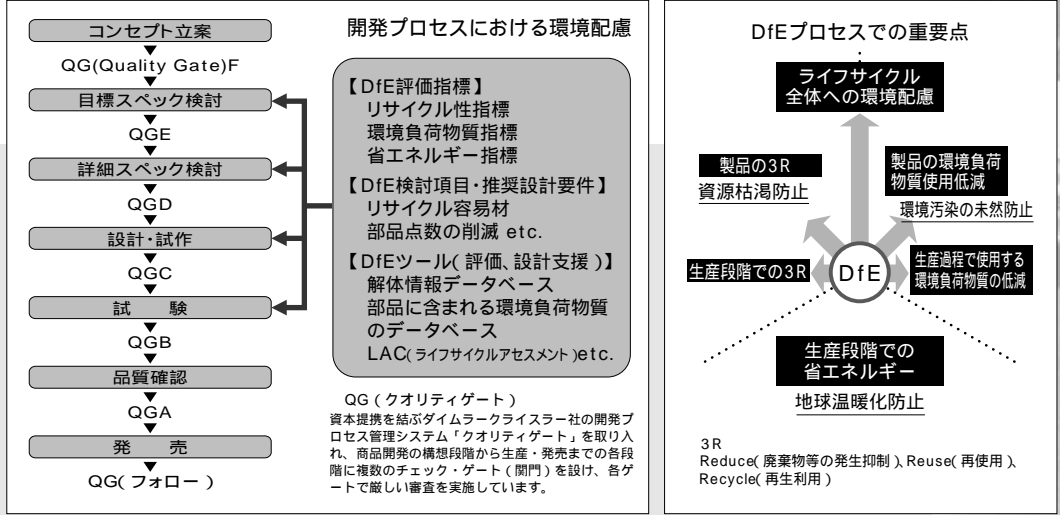 コンセプト立案
QG(Quality Gate)F
目標スペック検討
QGE
詳細スペック検討
QGD
設計・試作
QGC
試 験
QGB
品質確認
QGA
発 売
QG(フォロー)
開発プロセスにおける環境配慮
【DfE評価指標】
リサイクル性指標
環境負荷物質指標
省エネルギー指標
【DfE検討項目・推奨設計要件】
リサイクル容易材
部品点数の削減 etc.
【DfEツール(評価、設計支援)】
解体情報データベース
部品に含まれる環境負荷物質
のデータベース
LAC(ライフサイクルアセスメント)etc.
QG(クオリティゲート)
資本提携を結ぶダイムラークライスラー社の開発プ
ロセス管理システム「クオリティゲート」を取り入
れ、商品開発の構想段階から生産・発売までの各段
階に複数のチェック・ゲート(関門)を設け、各ゲ
ートで厳しい審査を実施しています。
DfEプロセスでの重要点
ライフサイクル
全体への環境配慮
製品の3R
資源枯渇防止
製品の環境負荷
物質使用低減
環境汚染の未然防止
生産段階での3R
DfE
生産過程で使用する
環境負荷物質の低減
生産段階での
省エネルギー
地球温暖化防止
3R
Reduce(廃棄物等の発生抑制)、Reuse(再使用)、
Recycle(再生利用)